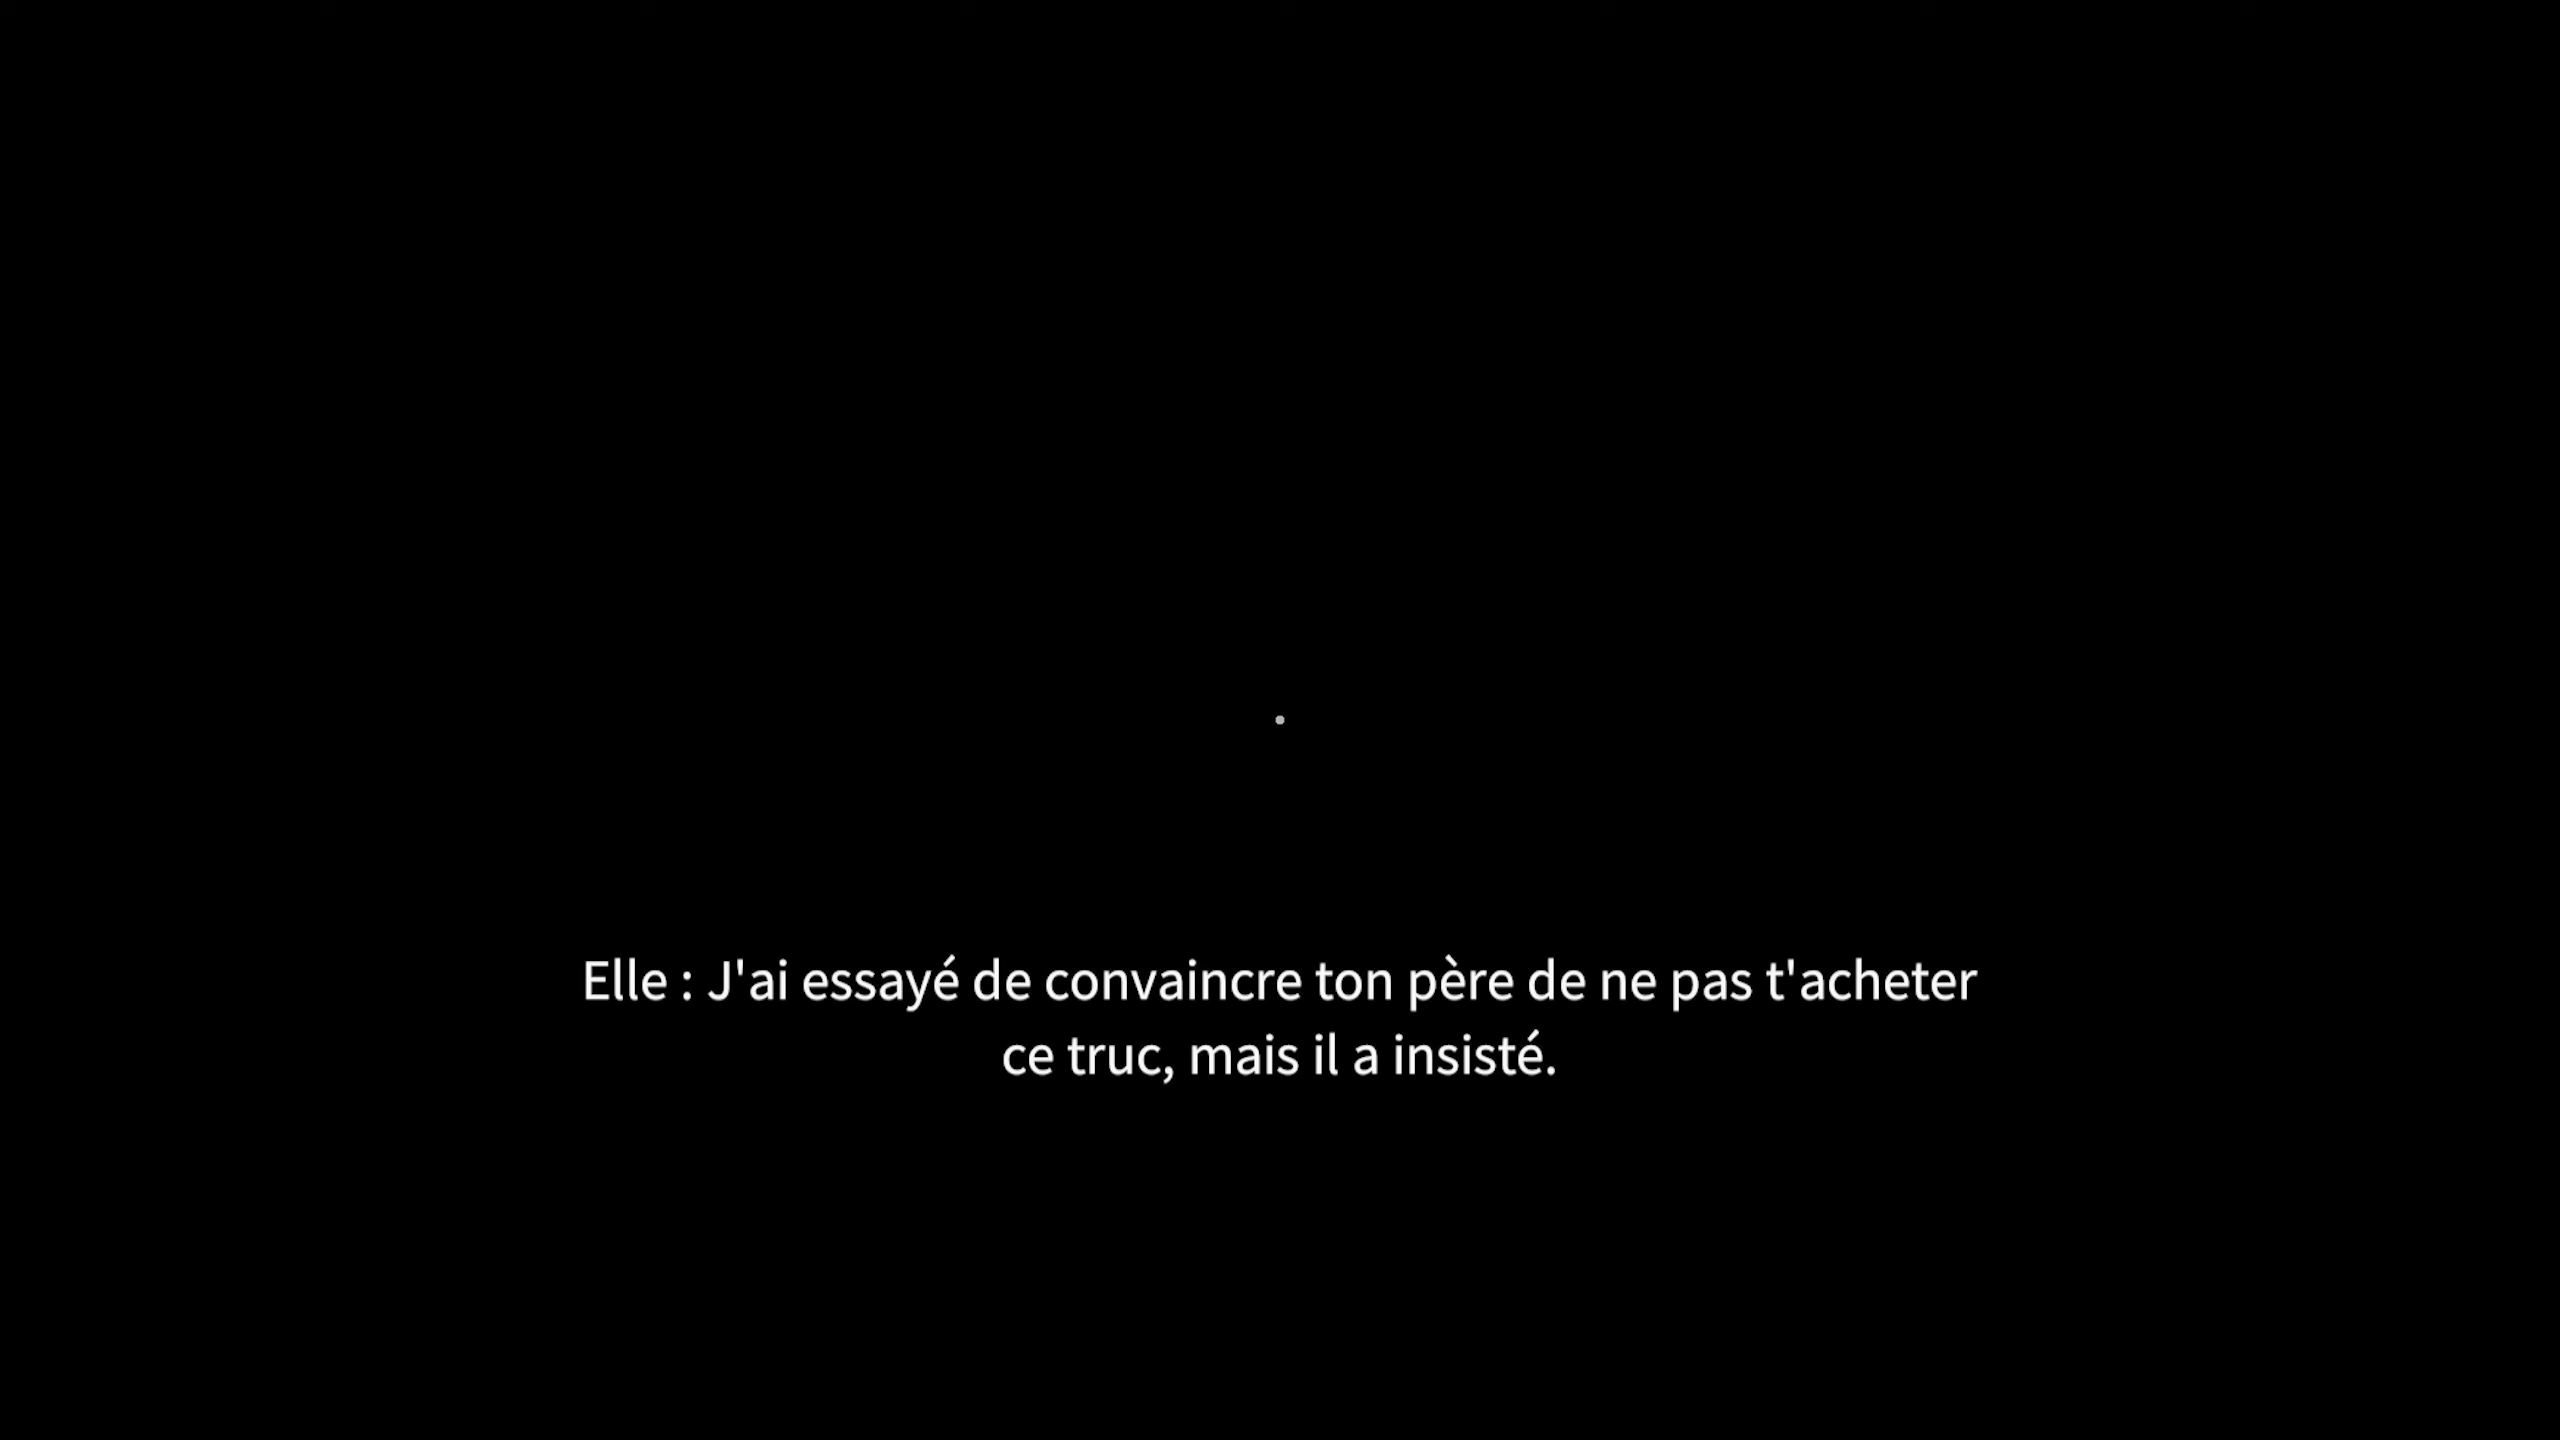 Elle : J'ai essayé de convaincre ton père de ne pas t'acheter
ce truc, mais il a insisté.